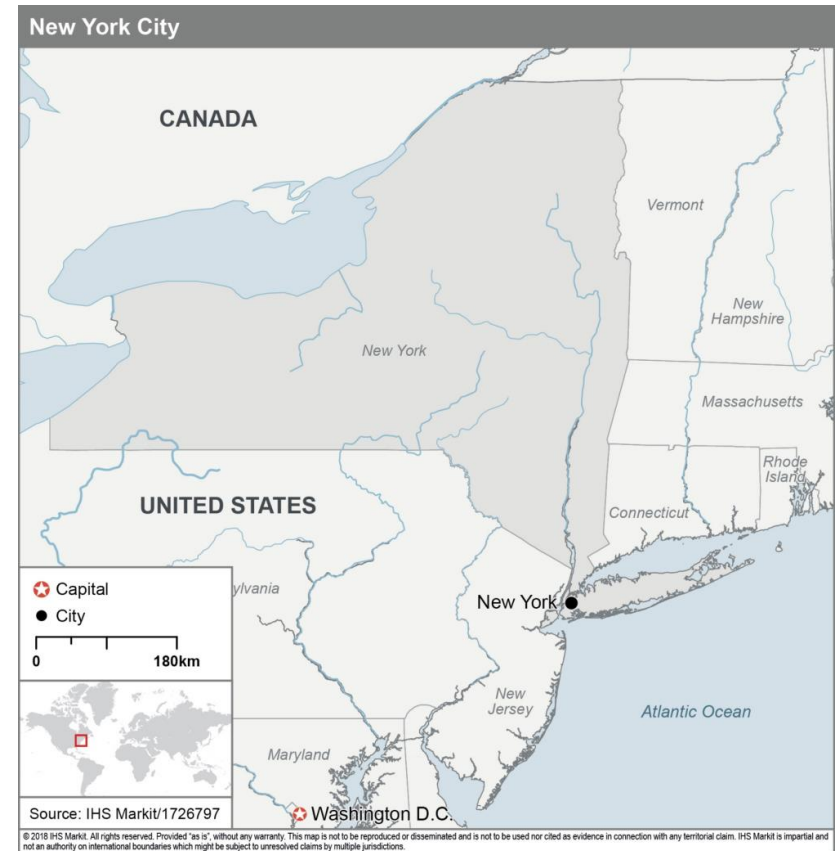 New York City
CANADA
Vermont
New
Hampshire
New York
Massachusetts
Rhode
Island
UNITED STATES
Connecticut
Capital
City
0 180km
ylvania
New York
New
Jersey
Atlantic Ocean
Maryland
Source: IHS Markit/1726797
Washington D.C.
© 2018 IHS Markit. All rights reserved. Provided "as is", without any warranty. This map is not to be reproduced or disseminated and is not to be used nor cited as evidence in connection with any territorial claim. IHS Markit is impartial and
not an authority on international boundaries which might be subject to unresolved claims by multiple jurisdictions.